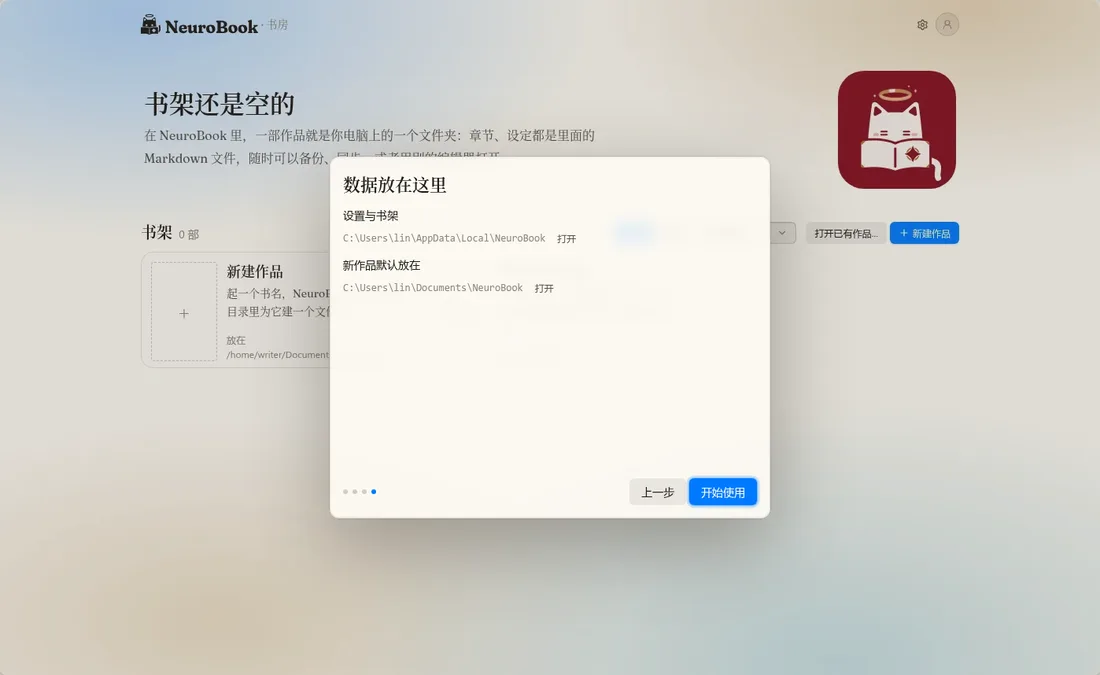 NeuroBook · 书房
书架还是空的
在 NeuroBook 里，一部作品就是你电脑上的一个文件夹：章节、设定都是里面的
Markdown 文件，随时可以备份、
数据放在这里
设置与书架
C:\Users\lin\AppData\Local\NeuroBook 打开
新作品默认放在
C:\Users\lin\Documents\NeuroBook 打开
书架 0 部
打开已有作品...
+ 新建作品
新建作品
起一个书名，NeuroB
目录里为它建一个文件
放在
/home/writer/Document
上一步
开始使用